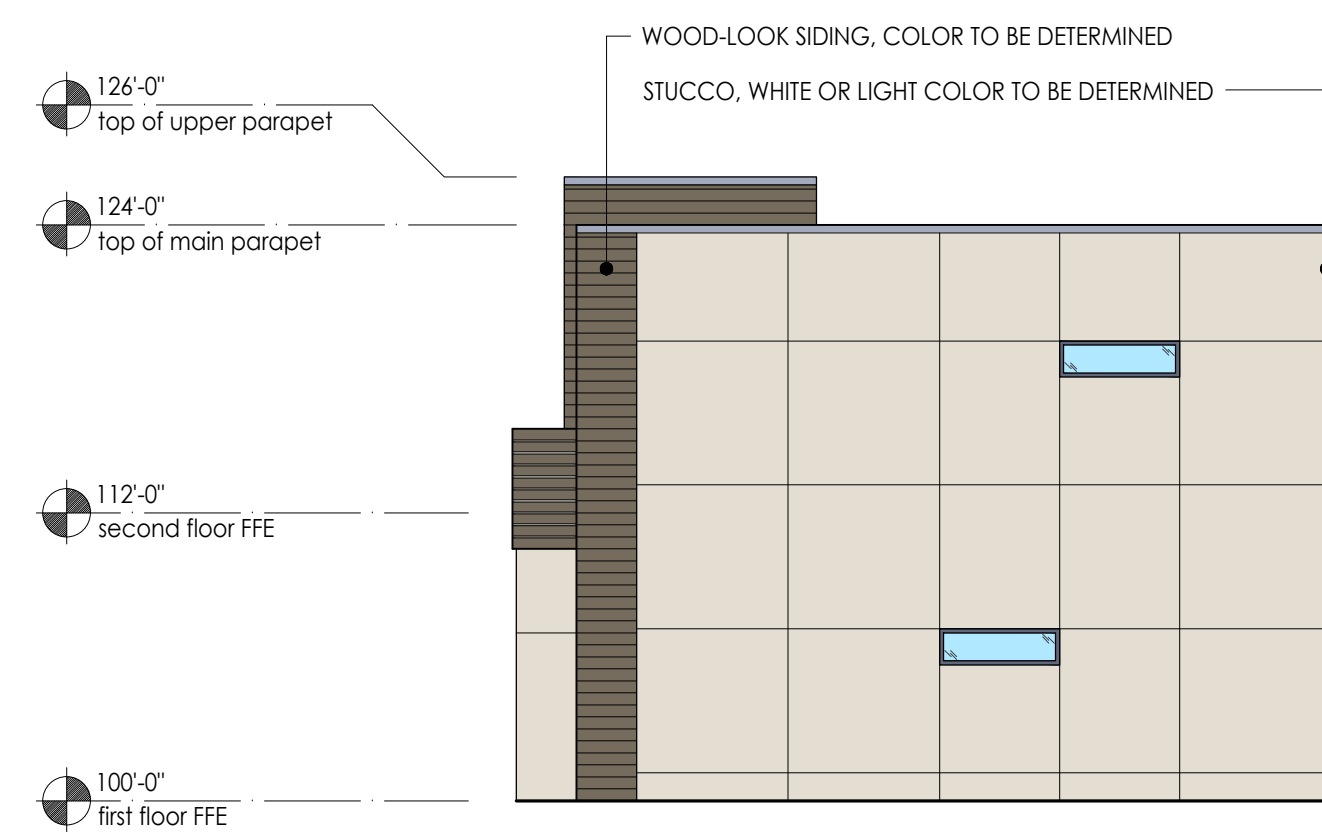 WOOD-LOOK SIDING, COLOR TO BE DETERMINED
STUCCO, WHITE OR LIGHT COLOR TO BE DETERMINED
126'-0"
top of upper parapet
124'-0"
top of main parapet
112'-0"
second floor FFE
100'-0"
first floor FFE